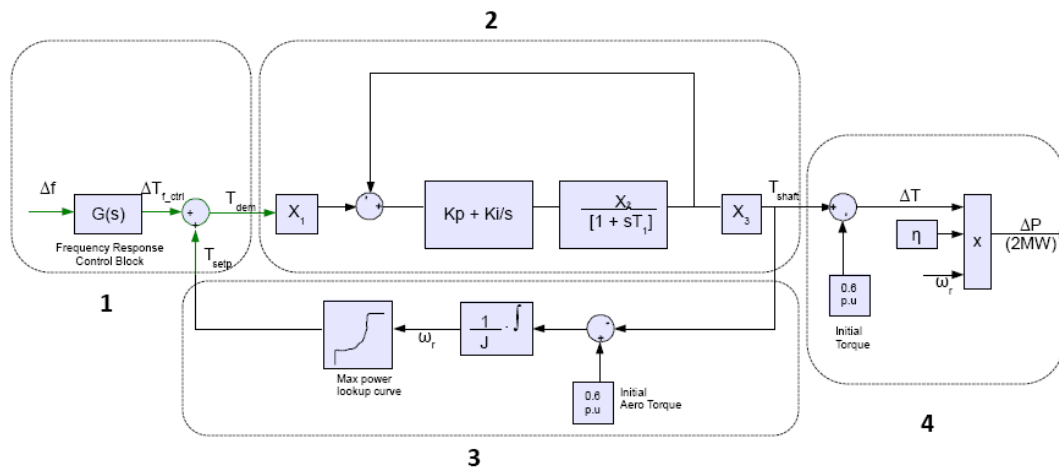 2
Δf
G(s)
Frequency Response
Control Block
ΔT_f_ctrl
+
+
T_dem
T_setp
1
X_1
-
+
Kp + Ki/s
X_2
[1 + sT_1]
X_3
T_shaft
+
-
ΔT
η
ω_r
x
ΔP
(2MW)
0.6
p.u
Initial
Torque
4
Max power
lookup curve
ω_r
1
J
. ∫
-
+
0.6
p.u
Initial
Aero Torque
3